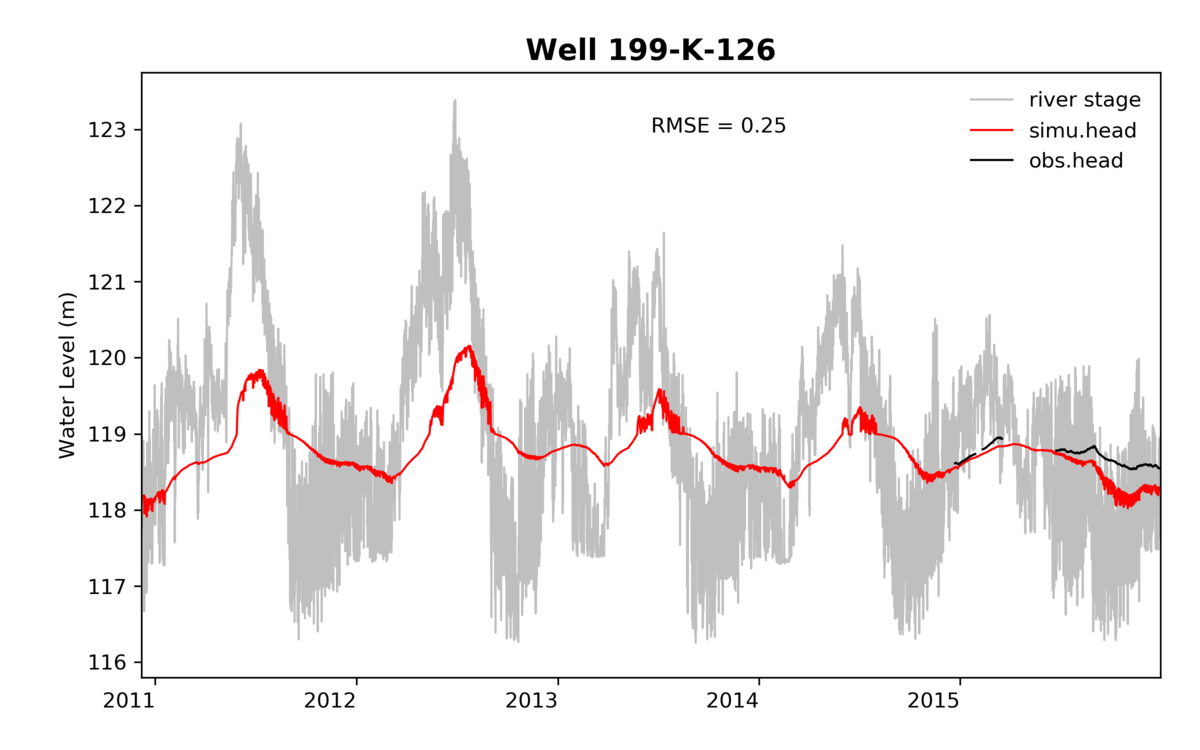 Well 199-K-126
RMSE = 0.25
river stage
simu.head
obs.head
Water Level (m)
123
122
121
120
119
118
117
116
2011 2012 2013 2014 2015